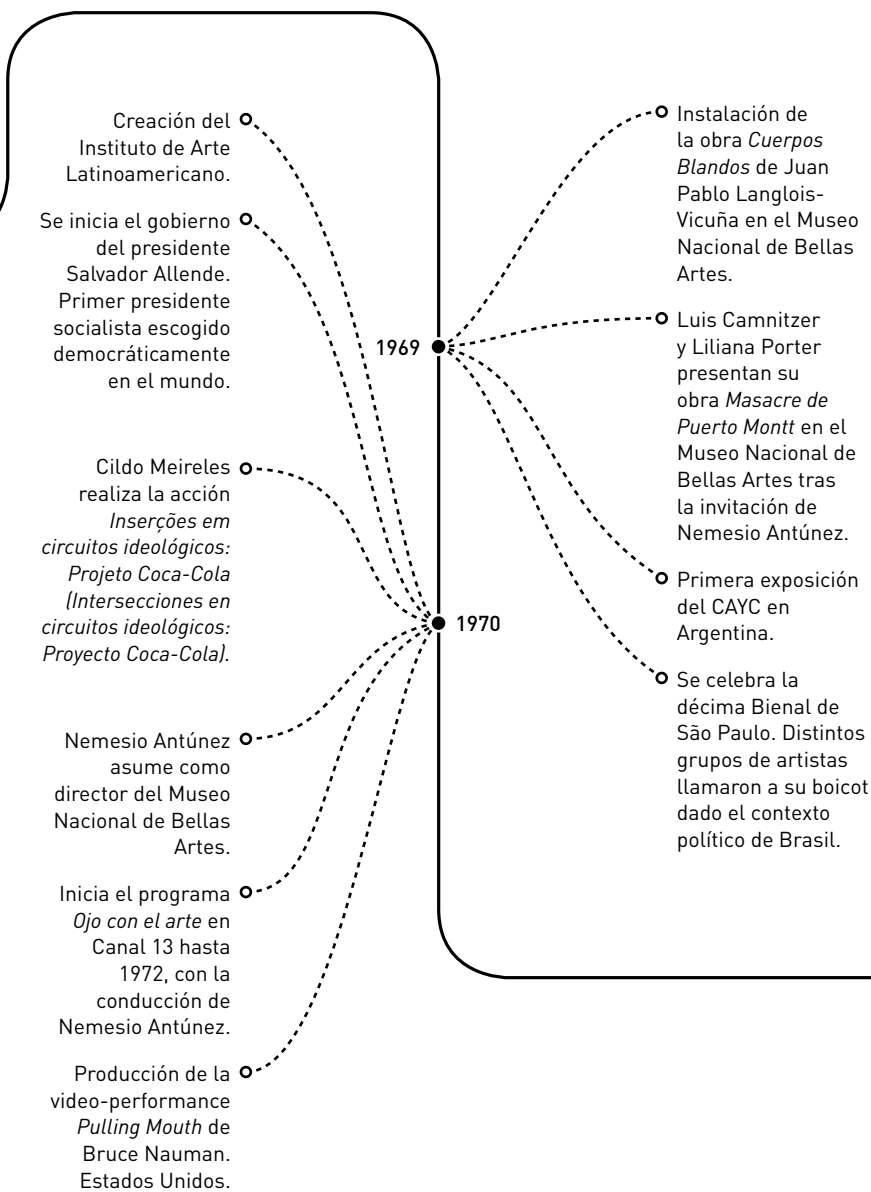 Creación del
Instituto de Arte
Latinoamericano.
Se inicia el gobierno
del presidente
Salvador Allende.
Primer presidente
socialista escogido
democráticamente
en el mundo.
Cildo Meireles
realiza la acción
Inserções em
circuitos ideológicos:
Projeto Coca-Cola
(Intersecciones en
circuitos ideológicos:
Proyecto Coca-Cola).
Nemesio Antúnez
asume como
director del Museo
Nacional de Bellas
Artes.
Inicia el programa
Ojo con el arte en
Canal 13 hasta
1972, con la
conducción de
Nemesio Antúnez.
Producción de la
video-performance
Pulling Mouth de
Bruce Nauman.
Estados Unidos.
1969
1970
Instalación de
la obra Cuerpos
Blandos de Juan
Pablo Langlois-
Vicuña en el Museo
Nacional de Bellas
Artes.
Luis Camnitzer
y Liliana Porter
presentan su
obra Masacre de
Puerto Montt en el
Museo Nacional de
Bellas Artes tras
la invitación de
Nemesio Antúnez.
Primera exposición
del CAYC en
Argentina.
Se celebra la
décima Bienal de
São Paulo. Distintos
grupos de artistas
llamaron a su boicot
dado el contexto
político de Brasil.